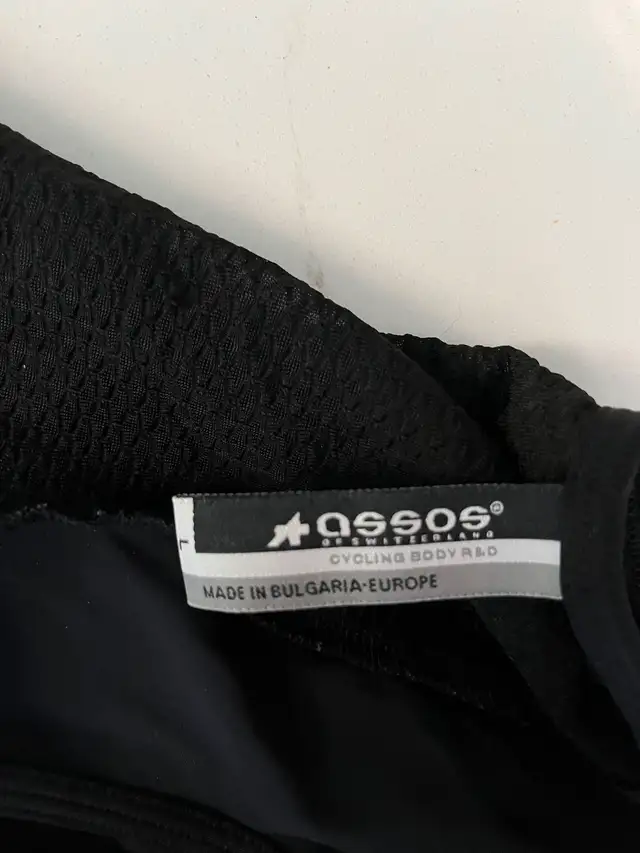 L
assos®
OF SWITZERLAND
CYCLING BODY R&D
MADE IN BULGARIA-EUROPE